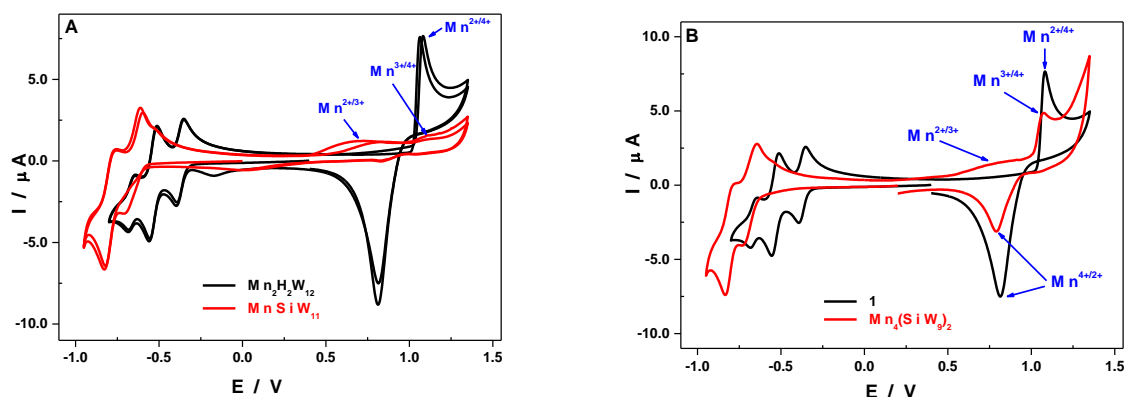 A
Mn²⁺/⁴⁺
Mn³⁺/⁴⁺
Mn²⁺/³⁺
5.0
0.0
-5.0
-10.0
I / µA
Mn₂H₂W₁₂
MnSiW₁₁
-1.0 -0.5 0.0 0.5 1.0 1.5
E / V
B
Mn²⁺/⁴⁺
Mn³⁺/⁴⁺
Mn²⁺/³⁺
Mn⁴⁺/²⁺
10.0
5.0
0.0
-5.0
-10.0
I / µA
1
Mn₄(SiW₉)₂
-1.0 -0.5 0.0 0.5 1.0 1.5
E / V